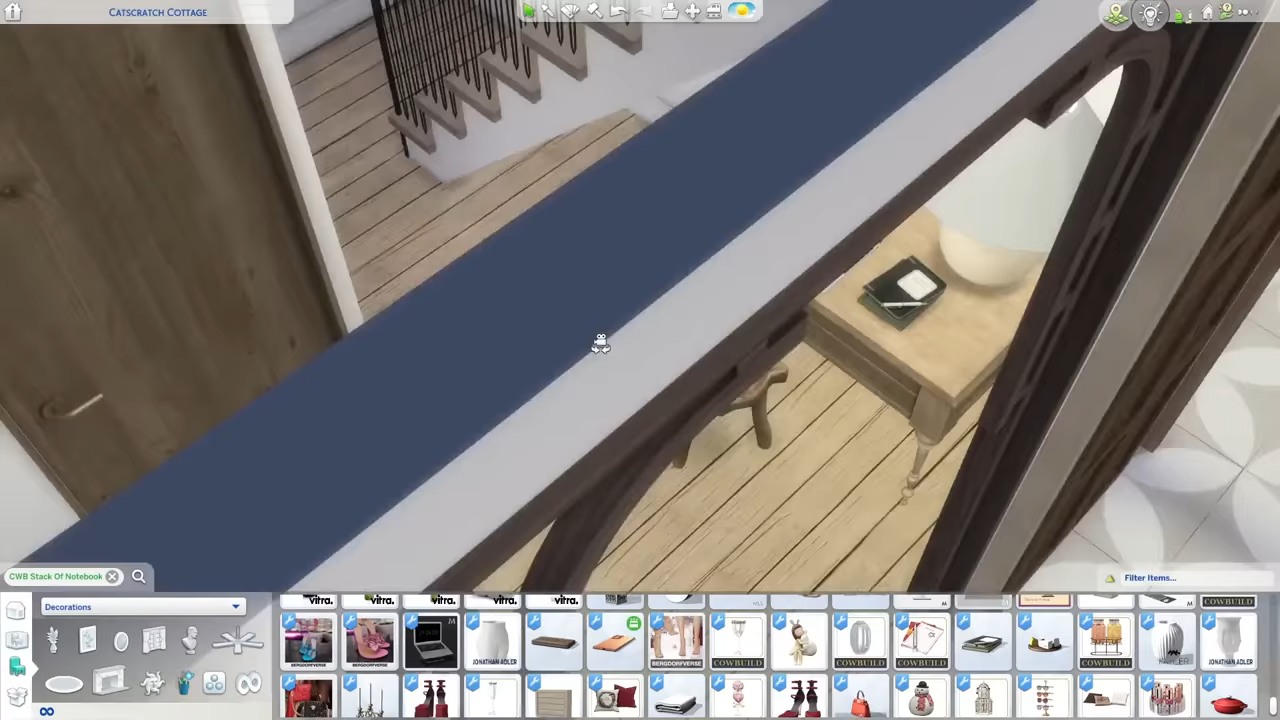 CATSCRATCH COTTAGE
CWB Stack Of Notebook
Filter Items...
Decorations
vitra.
vitra.
vitra.
vitra.
vitra.
M
M
COWBUILD
BERGDORFVERSE
BERGDORFVERSE
M
JONATHAN ADLER
BERGDORFVERSE
COWBUILD
COWBUILD
COWBUILD
COWBUILD
JONATHAN ADLER